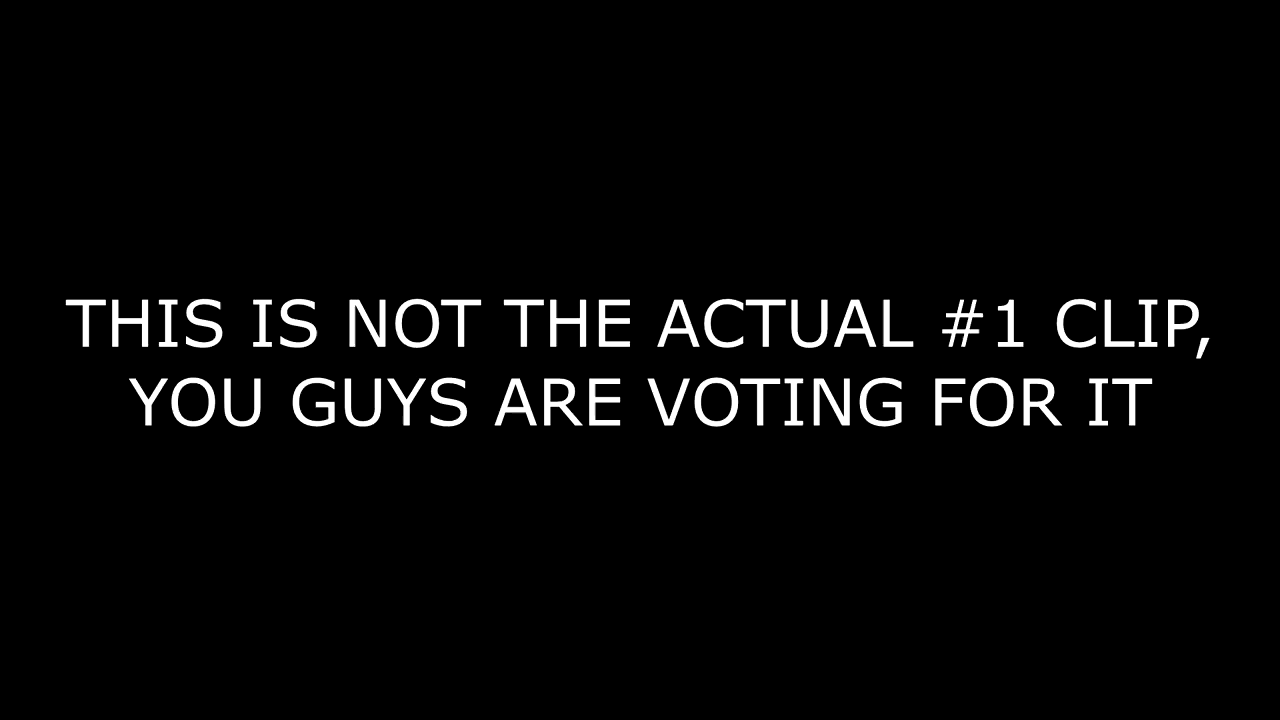 THIS IS NOT THE ACTUAL #1 CLIP,
YOU GUYS ARE VOTING FOR IT